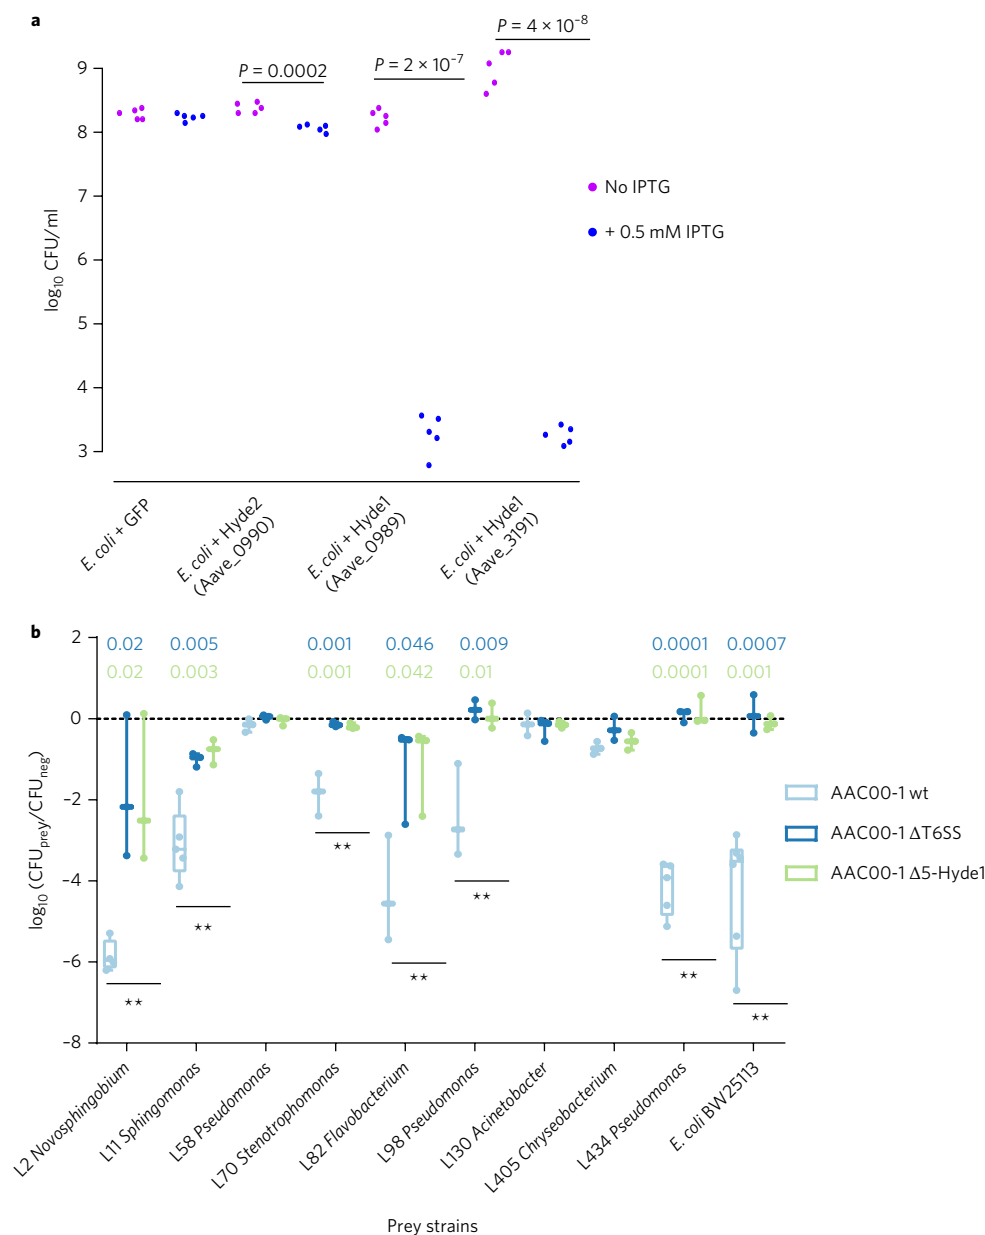 a
P = 4 × 10⁻⁸
P = 2 × 10⁻⁷
P = 0.0002
9
8
7
6
5
4
3
log₁₀ CFU/ml
No IPTG
+ 0.5 mM IPTG
E. coli + GFP
E. coli + Hyde2
(Aave_0990)
E. coli + Hyde1
(Aave_0989)
E. coli + Hyde1
(Aave_3191)
b
2
0
−2
−4
−6
−8
log₁₀ (CFUprey/CFUneg)
0.02 0.005 0.001 0.046 0.009 0.0001 0.0007
0.02 0.003 0.001 0.042 0.01 0.0001 0.001
**
**
**
**
**
**
**
AAC00-1 wt
AAC00-1 ΔT6SS
AAC00-1 Δ5-Hyde1
L2 Novosphingobium
L11 Sphingomonas
L58 Pseudomonas
L70 Stenotrophomonas
L82 Flavobacterium
L98 Pseudomonas
L130 Acinetobacter
L405 Chryseobacterium
L434 Pseudomonas
E. coli BW25113
Prey strains